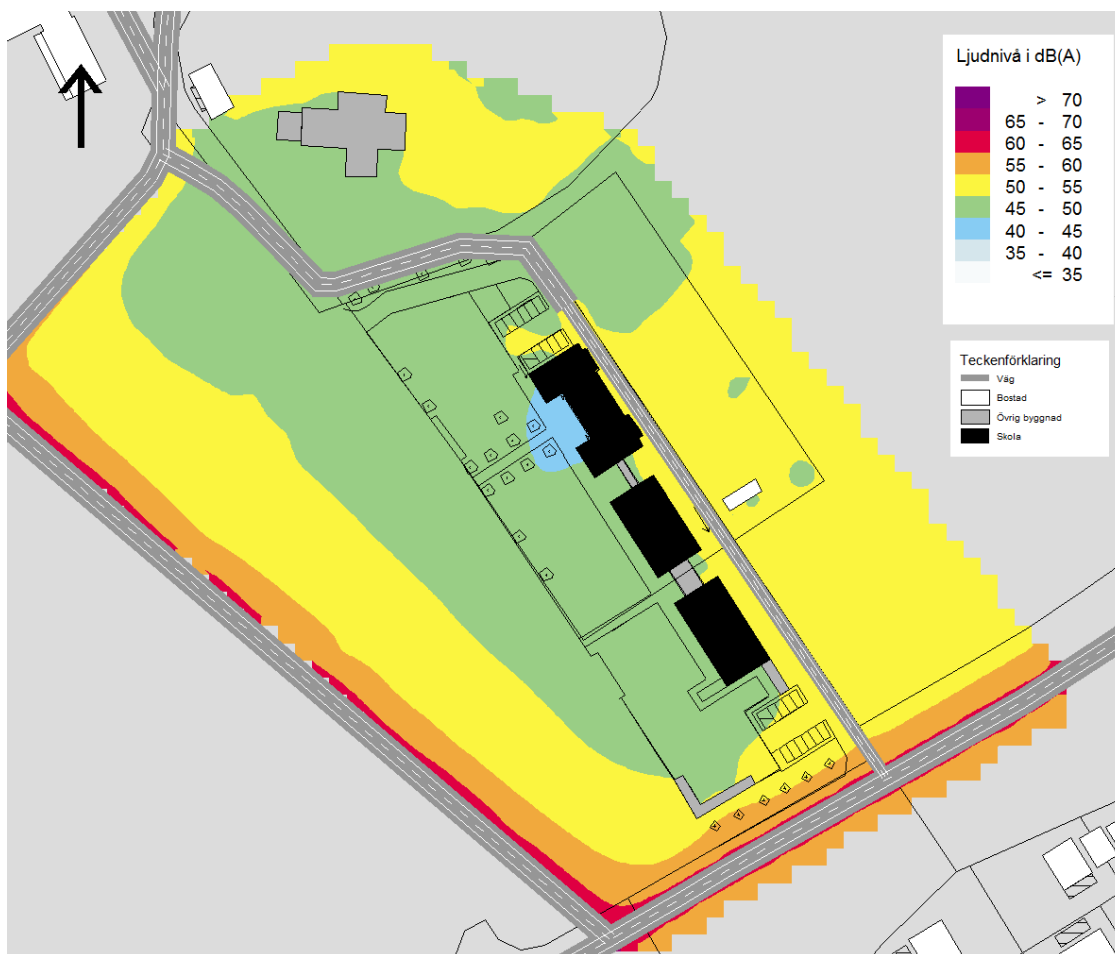 Ljudnivå i dB(A)
> 70
65 - 70
60 - 65
55 - 60
50 - 55
45 - 50
40 - 45
35 - 40
<= 35
Teckenförklaring
Väg
Bostad
Övrig byggnad
Skola